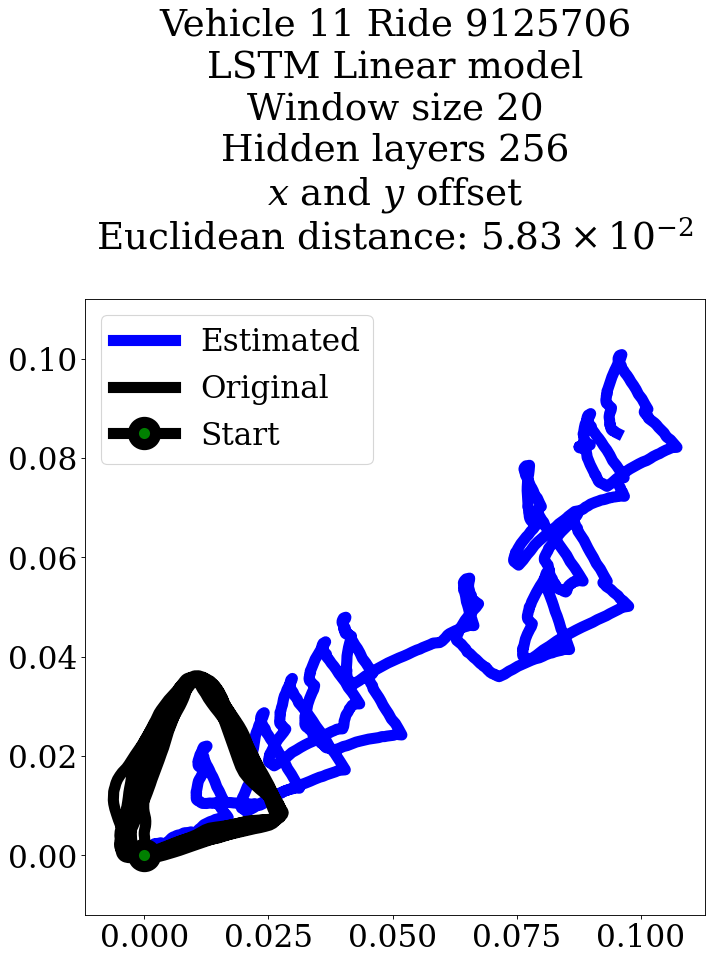 Vehicle 11 Ride 9125706
LSTM Linear model
Window size 20
Hidden layers 256
x and y offset
Euclidean distance: 5.83 × 10⁻²
Estimated
Original
Start
0.10
0.08
0.06
0.04
0.02
0.00
0.000 0.025 0.050 0.075 0.100